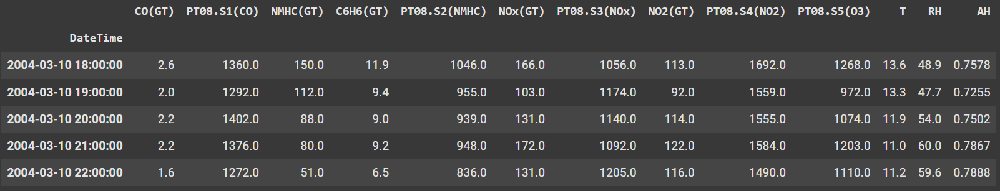 CO(GT) PT08.S1(CO) NMHC(GT) C6H6(GT) PT08.S2(NMHC) NOx(GT) PT08.S3(NOx) NO2(GT) PT08.S4(NO2) PT08.S5(O3) T RH AH
DateTime
2004-03-10 18:00:00 2.6 1360.0 150.0 11.9 1046.0 166.0 1056.0 113.0 1692.0 1268.0 13.6 48.9 0.7578
2004-03-10 19:00:00 2.0 1292.0 112.0 9.4 955.0 103.0 1174.0 92.0 1559.0 972.0 13.3 47.7 0.7255
2004-03-10 20:00:00 2.2 1402.0 88.0 9.0 939.0 131.0 1140.0 114.0 1555.0 1074.0 11.9 54.0 0.7502
2004-03-10 21:00:00 2.2 1376.0 80.0 9.2 948.0 172.0 1092.0 122.0 1584.0 1203.0 11.0 60.0 0.7867
2004-03-10 22:00:00 1.6 1272.0 51.0 6.5 836.0 131.0 1205.0 116.0 1490.0 1110.0 11.2 59.6 0.7888